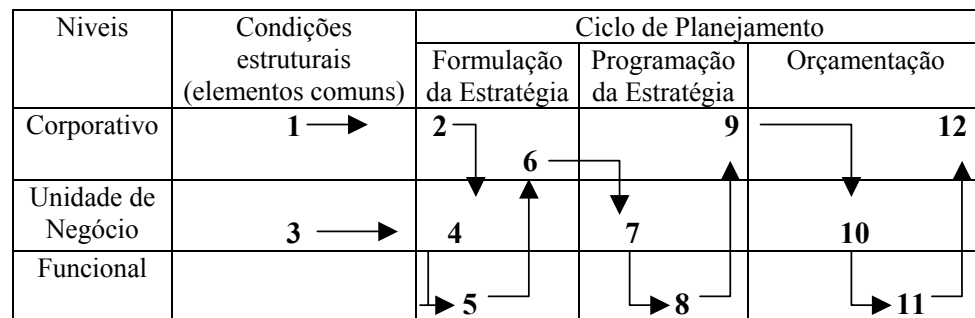 Niveis
Condições
estruturais
(elementos comuns)
Ciclo de Planejamento
Formulação
da Estratégia
Programação
da Estratégia
Orçamentação
Corporativo
1
2
6
9
12
Unidade de
Negócio
3
4
7
10
Funcional
5
8
11